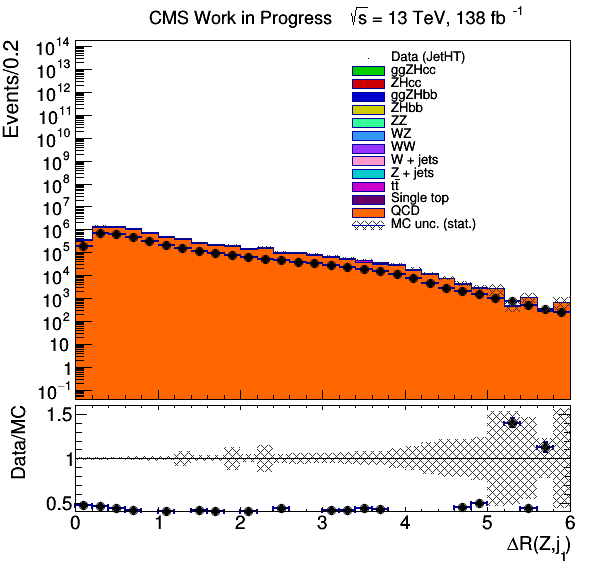 CMS Work in Progress √s = 13 TeV, 138 fb⁻¹
Events/0.2
10¹⁴
10¹³
10¹²
10¹¹
10¹⁰
10⁹
10⁸
10⁷
10⁶
10⁵
10⁴
10³
10²
10
1
10⁻¹
Data (JetHT)
ggZHcc
ZHcc
ggZHbb
ZHbb
ZZ
WZ
WW
W + jets
Z + jets
tt̄
Single top
QCD
MC unc. (stat.)
Data/MC
1.5
1
0.5
0 1 2 3 4 5 6
ΔR(Z,j₁)